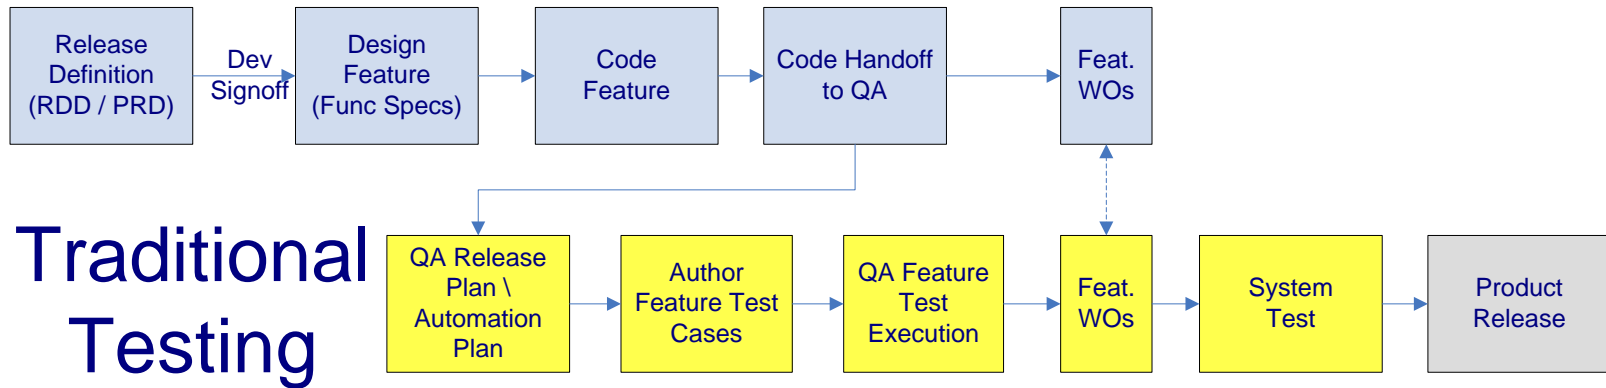 Release
Definition
(RDD / PRD)
Dev
Signoff
Design
Feature
(Func Specs)
Code
Feature
Code Handoff
to QA
Feat.
WOs
Traditional
Testing
QA Release
Plan \
Automation
Plan
Author
Feature Test
Cases
QA Feature
Test
Execution
Feat.
WOs
System
Test
Product
Release